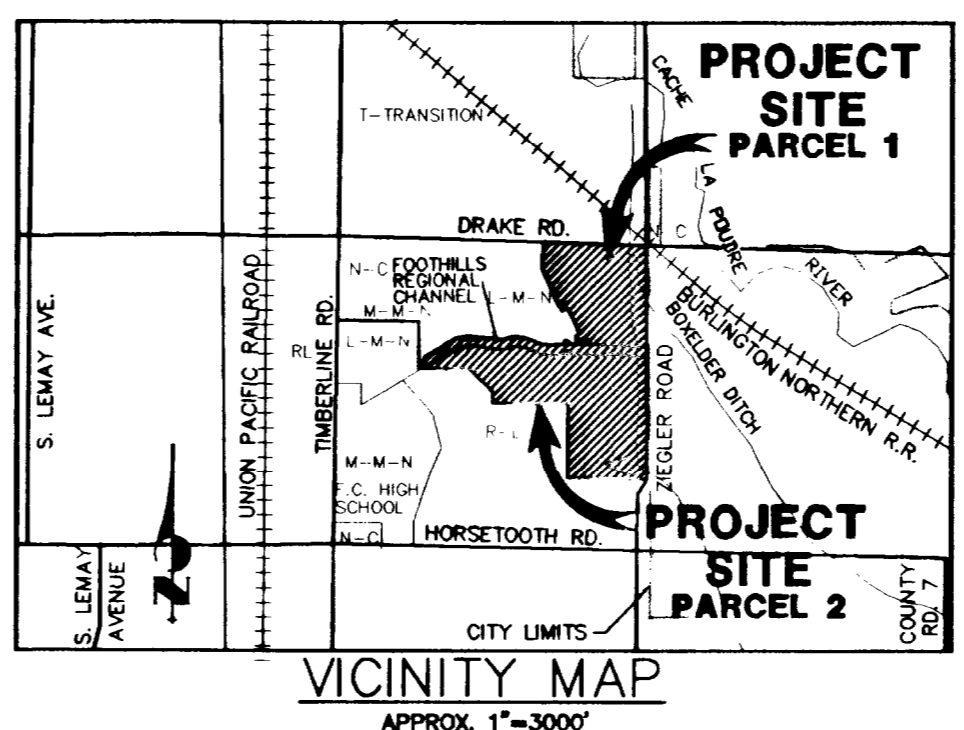 PROJECT
SITE
PARCEL 1
CACHE
LA POUDRE
RIVER
T-TRANSITION
DRAKE RD.
N-C
N-C
FOOTHILLS
REGIONAL
CHANNEL
L-M-N
M-M-N
L-M-N
RL
S. LEMAY AVE.
UNION PACIFIC RAILROAD
TIMBERLINE RD.
BURLINGTON NORTHERN R.R.
BOXELDER DITCH
ZIEGLER ROAD
R-L
M-M-N
F.C. HIGH
SCHOOL
N-C
HORSETOOTH RD.
N
PROJECT
SITE
PARCEL 2
S. LEMAY
AVENUE
CITY LIMITS
COUNTY
RD. 7
VICINITY MAP
APPROX. 1"=3000'